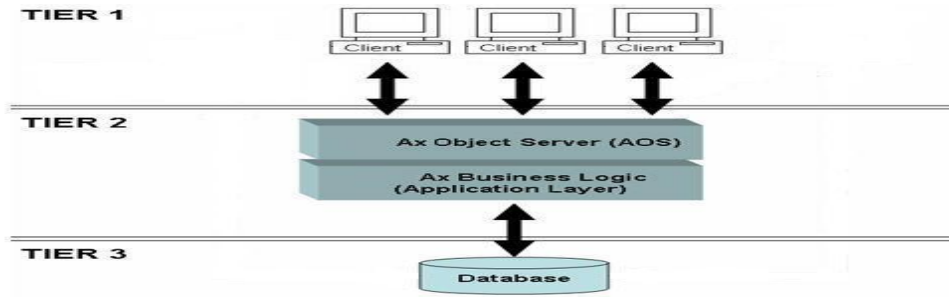 TIER 1
Client Client Client
TIER 2
Ax Object Server (AOS)
Ax Business Logic
(Application Layer)
TIER 3
Database